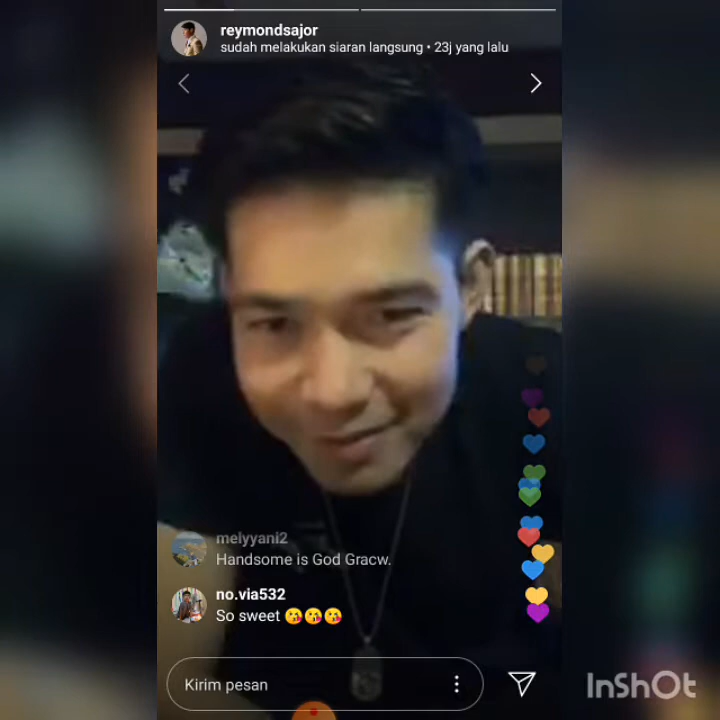 reymondsajor
sudah melakukan siaran langsung • 23j yang lalu
melyyani2
Handsome is God Gracw.
no.via532
So sweet 😘😘😘
Kirim pesan
InShOt